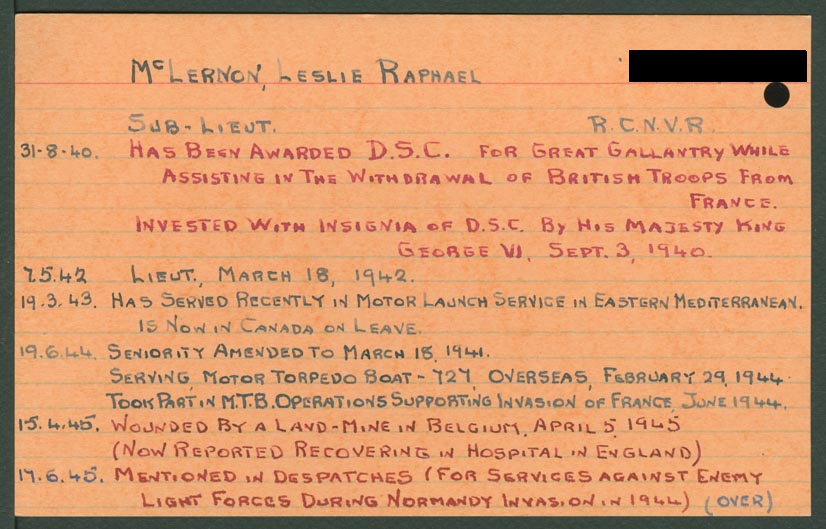 McLERNON, LESLIE RAPHAEL
SUB-LIEUT. R.C.N.V.R.
31-8-40. HAS BEEN AWARDED D.S.C. FOR GREAT GALLANTRY WHILE
ASSISTING IN THE WITHDRAWAL OF BRITISH TROOPS FROM
FRANCE.
INVESTED WITH INSIGNIA OF D.S.C. BY HIS MAJESTY KING
GEORGE VI, SEPT. 3, 1940.
7.5.42 LIEUT., MARCH 18, 1942.
19.3.43. HAS SERVED RECENTLY IN MOTOR LAUNCH SERVICE IN EASTERN MEDITERRANEAN.
IS NOW IN CANADA ON LEAVE.
19.6.44. SENIORITY AMENDED TO MARCH 18, 1941.
SERVING, MOTOR TORPEDO BOAT - 727, OVERSEAS, FEBRUARY 29, 1944.
TOOK PART IN M.T.B. OPERATIONS SUPPORTING INVASION OF FRANCE, JUNE 1944.
15.4.45. WOUNDED BY A LAND-MINE IN BELGIUM, APRIL 5, 1945
(NOW REPORTED RECOVERING IN HOSPITAL IN ENGLAND)
17.6.45. MENTIONED IN DESPATCHES (FOR SERVICES AGAINST ENEMY
LIGHT FORCES DURING NORMANDY INVASION IN 1944) (OVER)